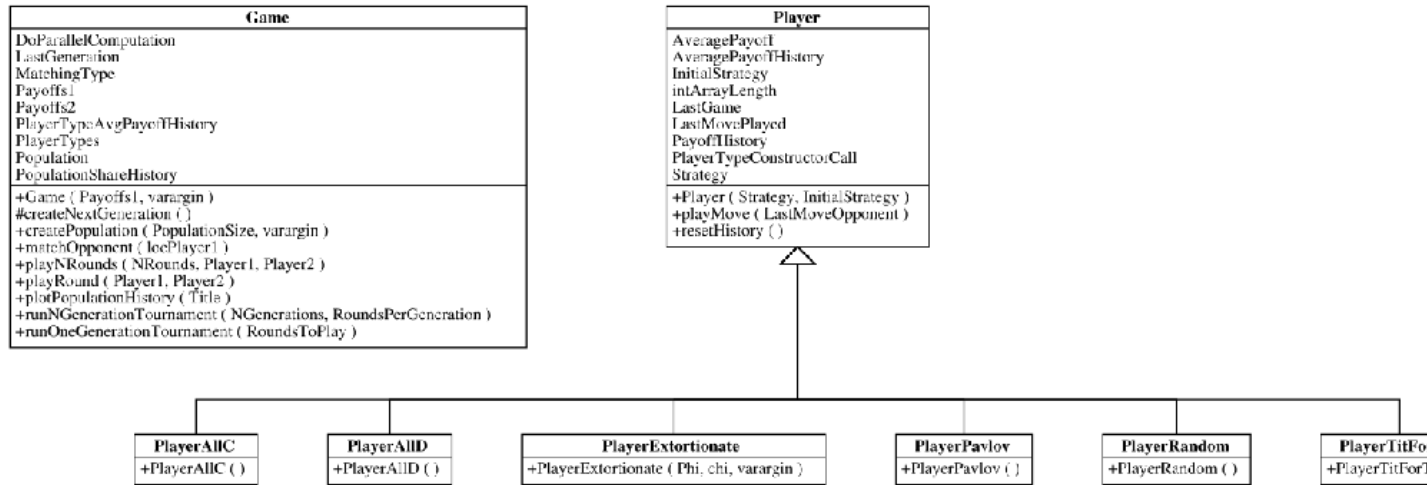 Game
DoParallelComputation
LastGeneration
MatchingType
Payoffs1
Payoffs2
PlayerTypeAvgPayoffHistory
PlayerTypes
Population
PopulationShareHistory
+Game ( Payoffs1, varargin )
#createNextGeneration ( )
+createPopulation ( PopulationSize, varargin )
+matchOpponent ( locPlayer1 )
+playNRounds ( NRounds, Player1, Player2 )
+playRound ( Player1, Player2 )
+plotPopulationHistory ( Title )
+runNGenerationTournament ( NGenerations, RoundsPerGeneration )
+runOneGenerationTournament ( RoundsToPlay )
Player
AveragePayoff
AveragePayoffHistory
InitialStrategy
intArrayLength
LastGame
LastMovePlayed
PayoffHistory
PlayerTypeConstructorCall
Strategy
+Player ( Strategy, InitialStrategy )
+playMove ( LastMoveOpponent )
+resetHistory ( )
PlayerAllC
+PlayerAllC ( )
PlayerAllD
+PlayerAllD ( )
PlayerExtortionate
+PlayerExtortionate ( Phi, chi, varargin )
PlayerPavlov
+PlayerPavlov ( )
PlayerRandom
+PlayerRandom ( )
PlayerTitFo
+PlayerTitForT